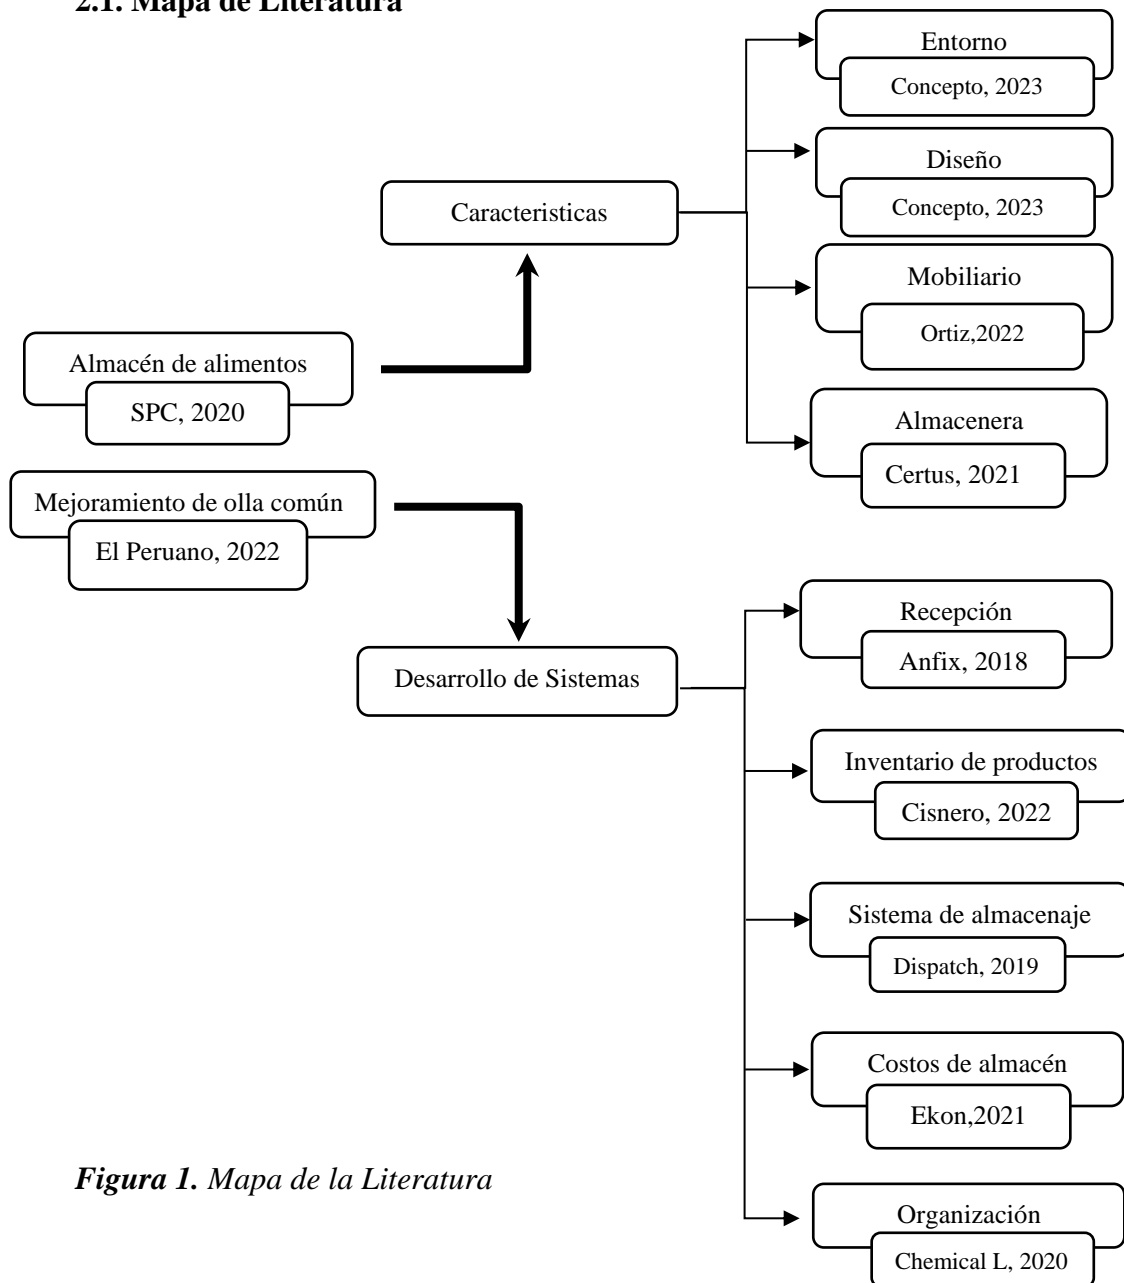 2.1. Mapa de Literatura
Entorno
Concepto, 2023
Diseño
Concepto, 2023
Caracteristicas
Mobiliario
Ortiz,2022
Almacén de alimentos
SPC, 2020
Almacenera
Certus, 2021
Mejoramiento de olla común
El Peruano, 2022
Recepción
Anfix, 2018
Desarrollo de Sistemas
Inventario de productos
Cisnero, 2022
Sistema de almacenaje
Dispatch, 2019
Costos de almacén
Ekon,2021
Figura 1. Mapa de la Literatura
Organización
Chemical L, 2020